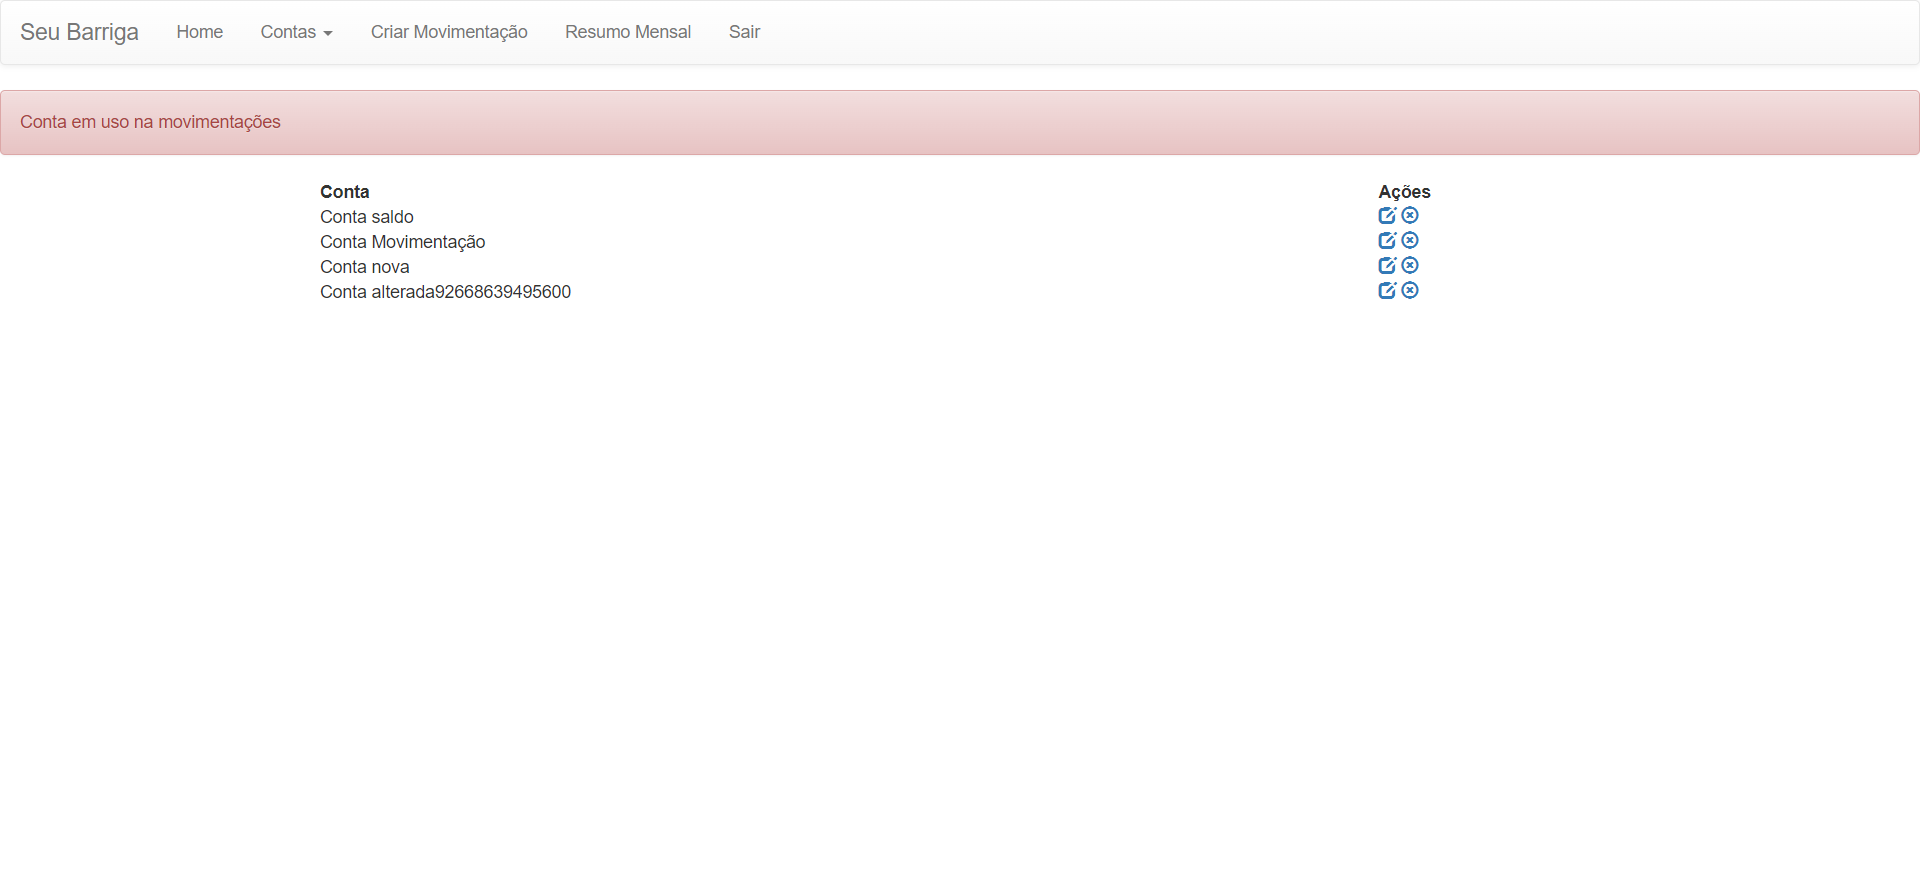 Seu Barriga Home Contas Criar Movimentação Resumo Mensal Sair
Conta em uso na movimentações
Conta Ações
Conta saldo
Conta Movimentação
Conta nova
Conta alterada92668639495600